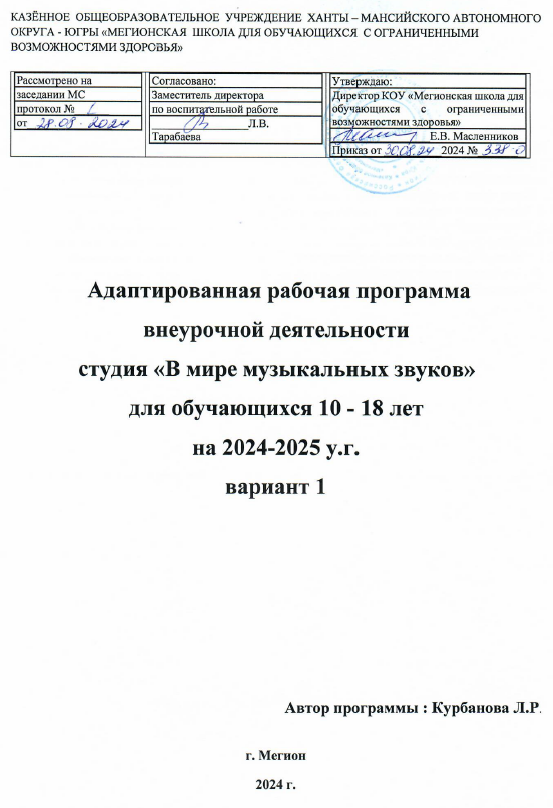 КАЗЁННОЕ ОБЩЕОБРАЗОВАТЕЛЬНОЕ УЧРЕЖДЕНИЕ ХАНТЫ – МАНСИЙСКОГО АВТОНОМНОГО
ОКРУГА - ЮГРЫ «МЕГИОНСКАЯ ШКОЛА ДЛЯ ОБУЧАЮЩИХСЯ С ОГРАНИЧЕННЫМИ
ВОЗМОЖНОСТЯМИ ЗДОРОВЬЯ»
Рассмотрено на
заседании МС
протокол № 1
от 28.08.2024
Согласовано:
Заместитель директора
по воспитательной работе
Л.В.
Тарабаева
Утверждаю:
Директор КОУ «Мегионская школа для
обучающихся с ограниченными
возможностями здоровья»
Е.В. Масленников
Приказ от 30.08.24 2024 № 338-О
Адаптированная рабочая программа
внеурочной деятельности
студия «В мире музыкальных звуков»
для обучающихся 10 - 18 лет
на 2024-2025 у.г.
вариант 1
Автор программы : Курбанова Л.Р.
г. Мегион
2024 г.